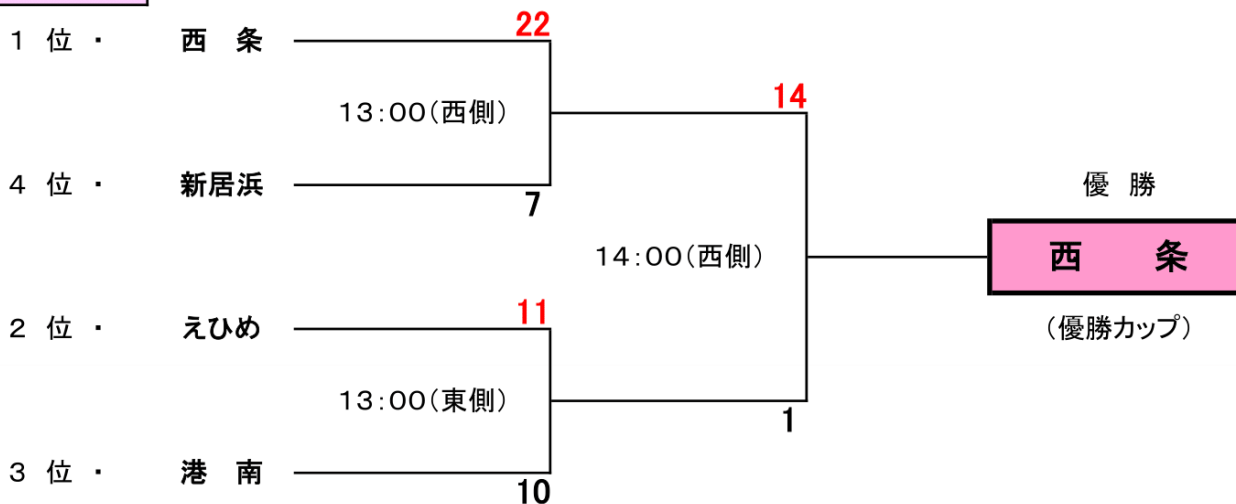 22
1 位 ・ 西 条
14
13:00(西側)
4 位 ・ 新居浜
優 勝
7
14:00(西側)
西 条
11
2 位 ・ えひめ
(優勝カップ)
13:00(東側)
1
3 位 ・ 港 南
10